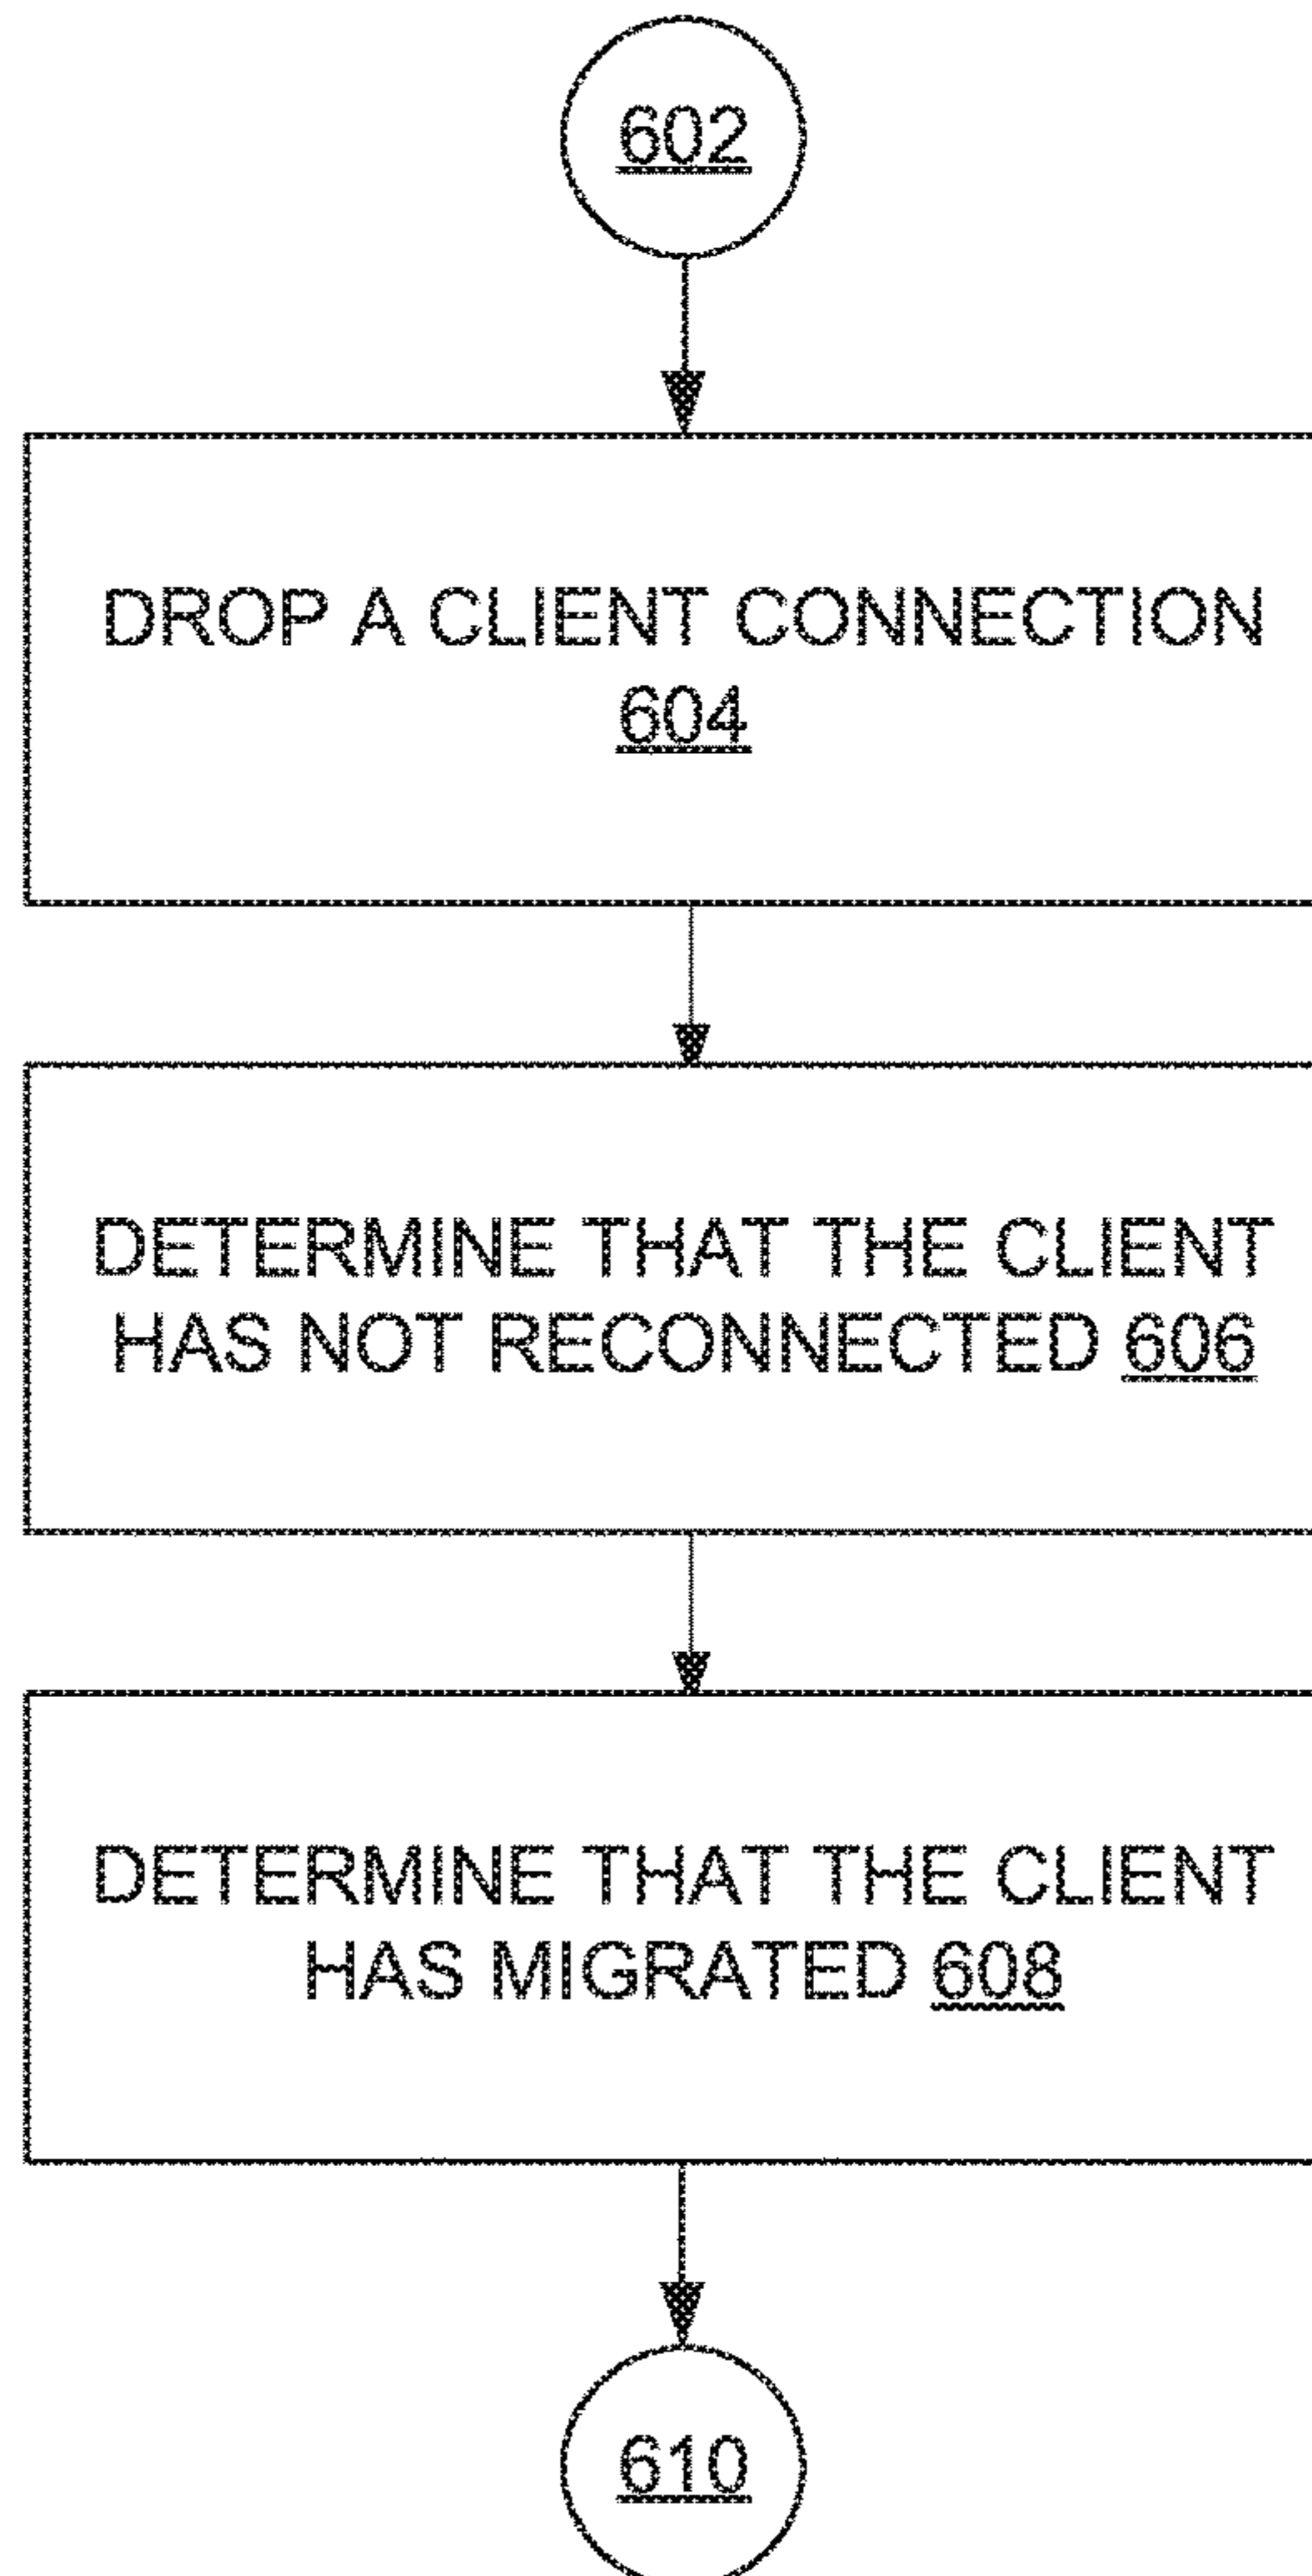 602
DROP A CLIENT CONNECTION
604
DETERMINE THAT THE CLIENT
HAS NOT RECONNECTED 606
DETERMINE THAT THE CLIENT
HAS MIGRATED 608
610